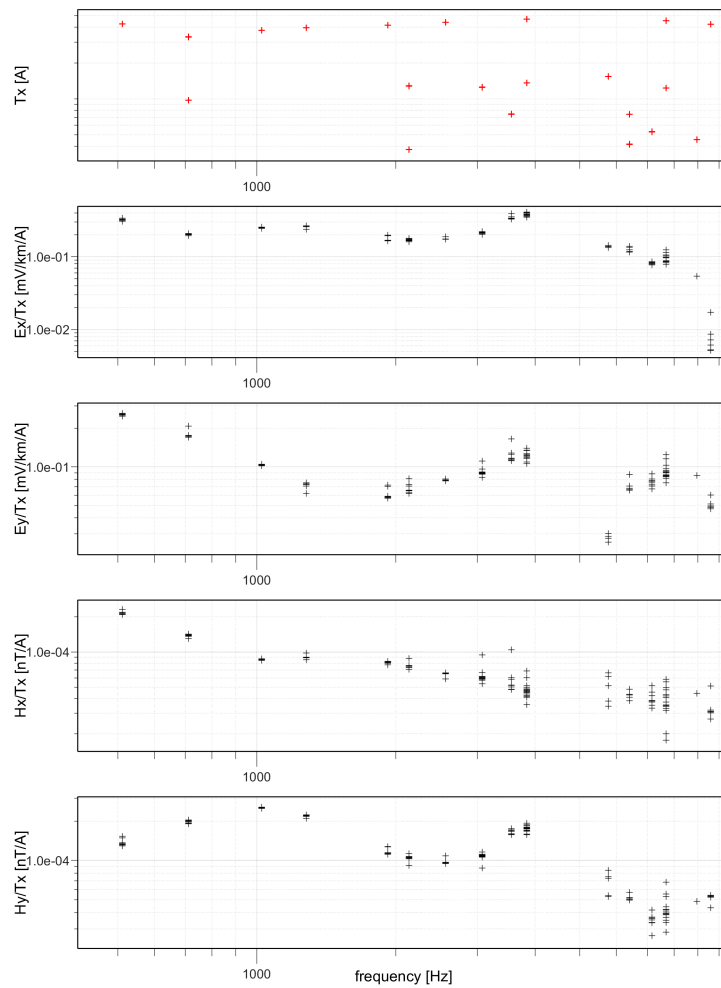 Tx [A]
1000
Ex/Tx [mV/km/A]
1.0e-01
1.0e-02
1000
Ey/Tx [mV/km/A]
1.0e-01
1000
Hx/Tx [nT/A]
1.0e-04
1000
Hy/Tx [nT/A]
1.0e-04
1000
frequency [Hz]